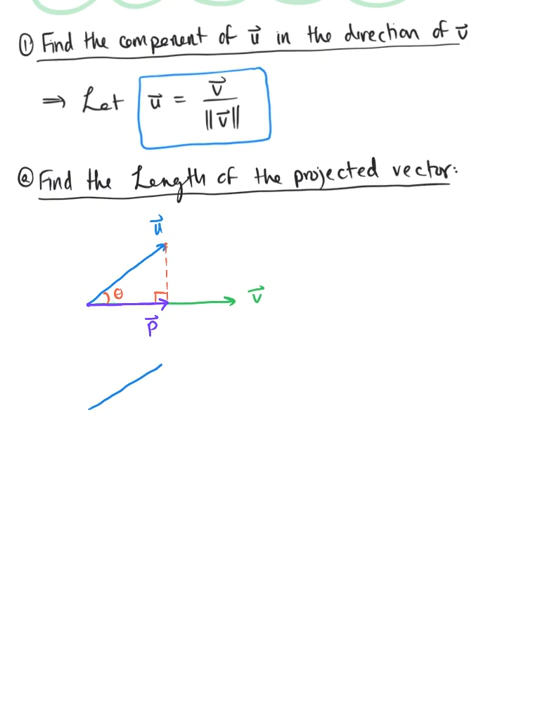 ① Find the component of u⃗ in the direction of v⃗
⇒ Let u⃗ = v⃗ / ||v⃗||
② Find the Length of the projected vector:
u⃗
θ
v⃗
p⃗